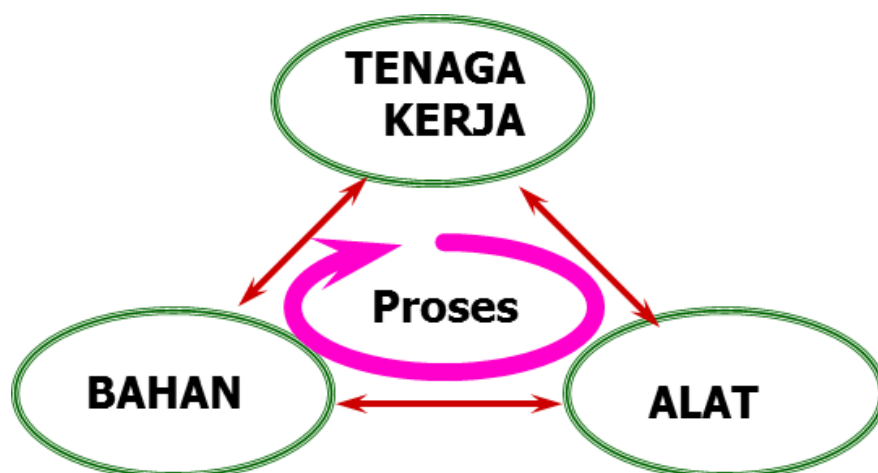 TENAGA
KERJA
Proses
BAHAN
ALAT